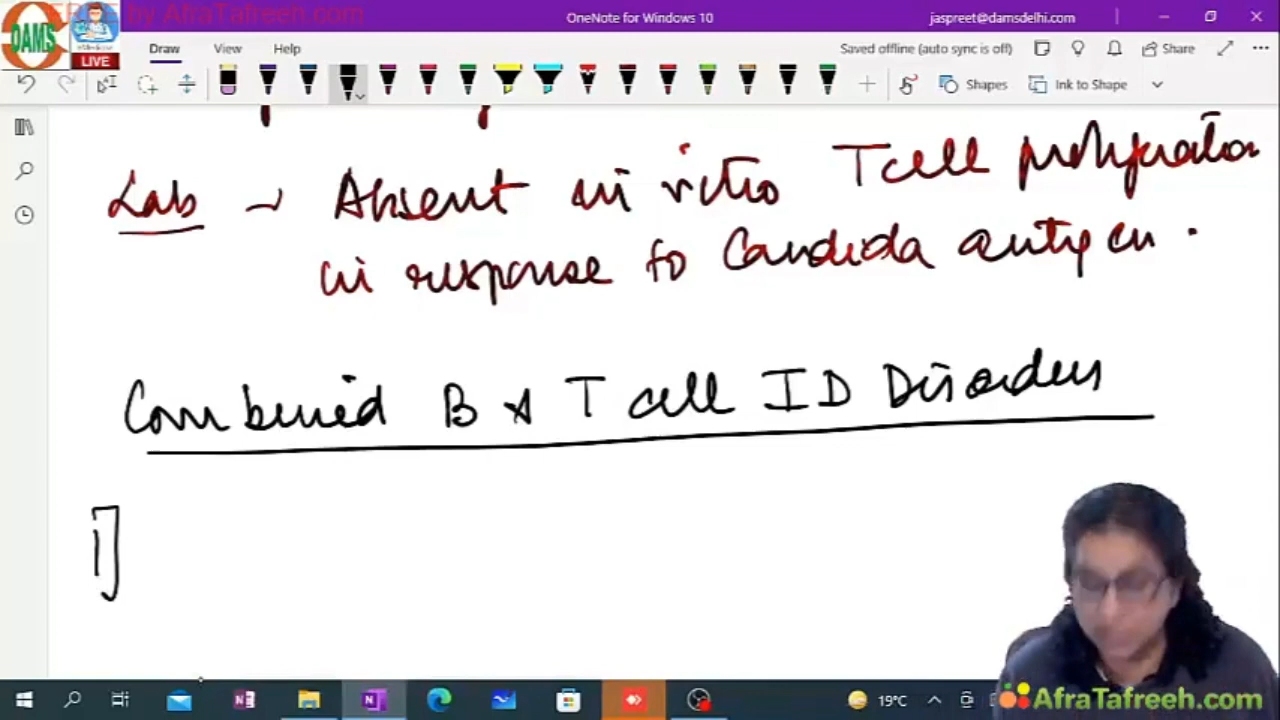 by AfraTafreeh.com
OneNote for Windows 10
jaspreet@damsdelhi.com
DAMS
LIVE
Draw
View
Help
Saved offline (auto sync is off)
Share
Shapes
Ink to Shape
Lab → Absent in vitro T cell proliferation
in response to Candida antigen.
Combined B & T cell ID Disorders
1]
19°C
AfraTafreeh.com